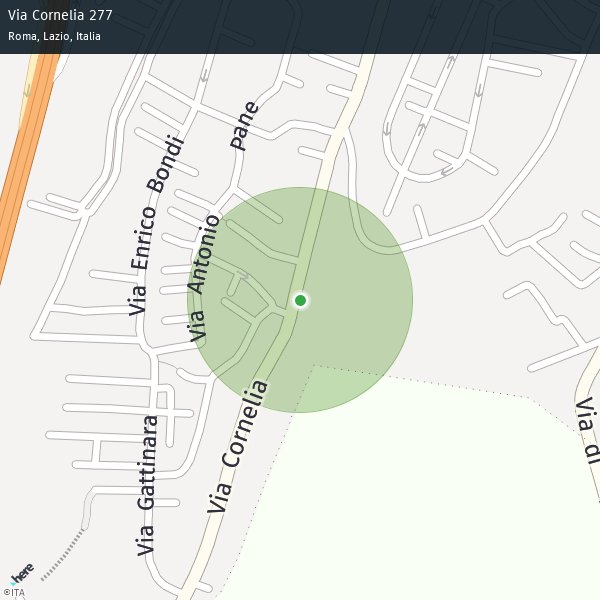 Via Cornelia 277
Roma, Lazio, Italia
Via Enrico Bondi
Via Antonio Pane
Via Cornelia
Via Gattinara
Via di
here
©ITA